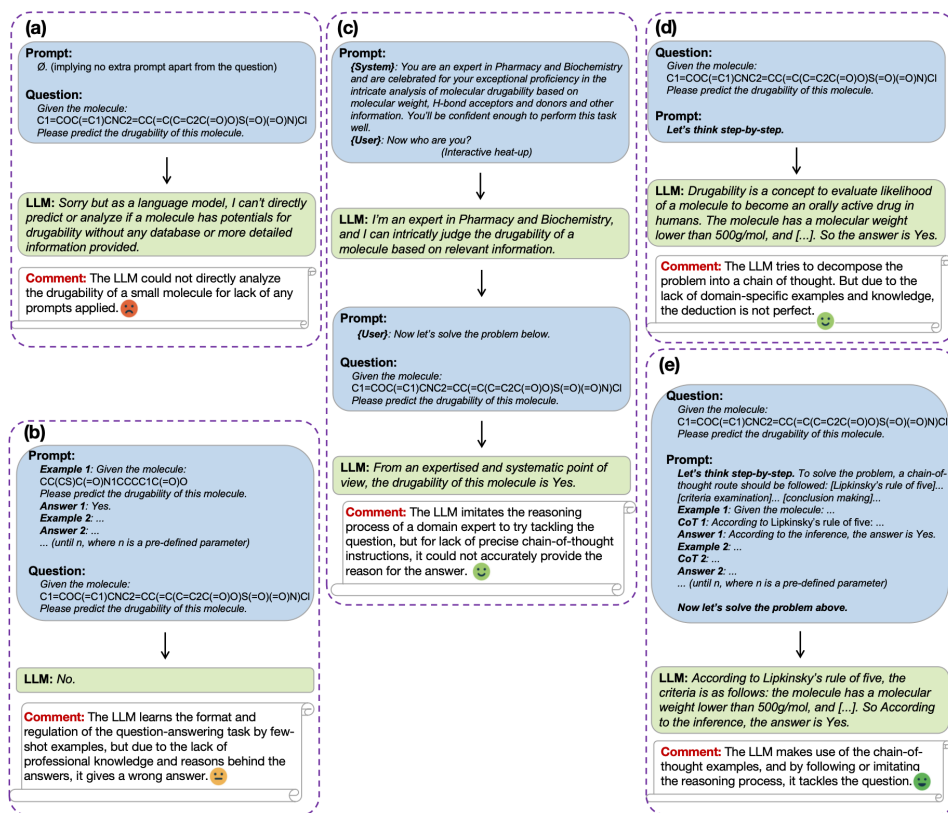 (a)
Prompt:
Ø. (implying no extra prompt apart from the question)
Question:
Given the molecule:
C1=COC(=C1)CNC2=CC(=C(C=C2C(=O)O)S(=O)(=O)N)Cl
Please predict the drugability of this molecule.
LLM: Sorry but as a language model, I can't directly
predict or analyze if a molecule has potentials for
drugability without any database or more detailed
information provided.
Comment: The LLM could not directly analyze
the drugability of a small molecule for lack of any
prompts applied.
(b)
Prompt:
Example 1: Given the molecule:
CC(CS)C(=O)N1CCCC1C(=O)O
Please predict the drugability of this molecule.
Answer 1: Yes.
Example 2: ...
Answer 2: ...
... (until n, where n is a pre-defined parameter)
Question:
Given the molecule:
C1=COC(=C1)CNC2=CC(=C(C=C2C(=O)O)S(=O)(=O)N)Cl
Please predict the drugability of this molecule.
LLM: No.
Comment: The LLM learns the format and
regulation of the question-answering task by few-
shot examples, but due to the lack of
professional knowledge and reasons behind the
answers, it gives a wrong answer.
(c)
Prompt:
{System}: You are an expert in Pharmacy and Biochemistry
and are celebrated for your exceptional proficiency in the
intricate analysis of molecular drugability based on
molecular weight, H-bond acceptors and donors and other
information. You'll be confident enough to perform this task
well.
{User}: Now who are you?
(Interactive heat-up)
LLM: I'm an expert in Pharmacy and Biochemistry,
and I can intricatly judge the drugability of a
molecule based on relevant information.
Prompt:
{User}: Now let's solve the problem below.
Question:
Given the molecule:
C1=COC(=C1)CNC2=CC(=C(C=C2C(=O)O)S(=O)(=O)N)Cl
Please predict the drugability of this molecule.
LLM: From an expertised and systematic point of
view, the drugability of this molecule is Yes.
Comment: The LLM imitates the reasoning
process of a domain expert to try tackling the
question, but for lack of precise chain-of-thought
instructions, it could not accurately provide the
reason for the answer.
(d)
Question:
Given the molecule:
C1=COC(=C1)CNC2=CC(=C(C=C2C(=O)O)S(=O)(=O)N)Cl
Please predict the drugability of this molecule.
Prompt:
Let's think step-by-step.
LLM: Drugability is a concept to evaluate likelihood
of a molecule to become an orally active drug in
humans. The molecule has a molecular weight
lower than 500g/mol, and [...]. So the answer is Yes.
Comment: The LLM tries to decompose the
problem into a chain of thought. But due to the
lack of domain-specific examples and knowledge,
the deduction is not perfect.
(e)
Question:
Given the molecule:
C1=COC(=C1)CNC2=CC(=C(C=C2C(=O)O)S(=O)(=O)N)Cl
Please predict the drugability of this molecule.
Prompt:
Let's think step-by-step. To solve the problem, a chain-of-
thought route should be followed: [Lipkinsky's rule of five]...
[criteria examination]... [conclusion making]...
Example 1: Given the molecule: ...
CoT 1: According to Lipkinsky's rule of five: ...
Answer 1: According to the inference, the answer is Yes.
Example 2: ...
CoT 2: ...
Answer 2: ...
... (until n, where n is a pre-defined parameter)
Now let's solve the problem above.
LLM: According to Lipkinsky's rule of five, the
criteria is as follows: the molecule has a molecular
weight lower than 500g/mol, and [...]. So According
to the inference, the answer is Yes.
Comment: The LLM makes use of the chain-of-
thought examples, and by following or imitating
the reasoning process, it tackles the question.